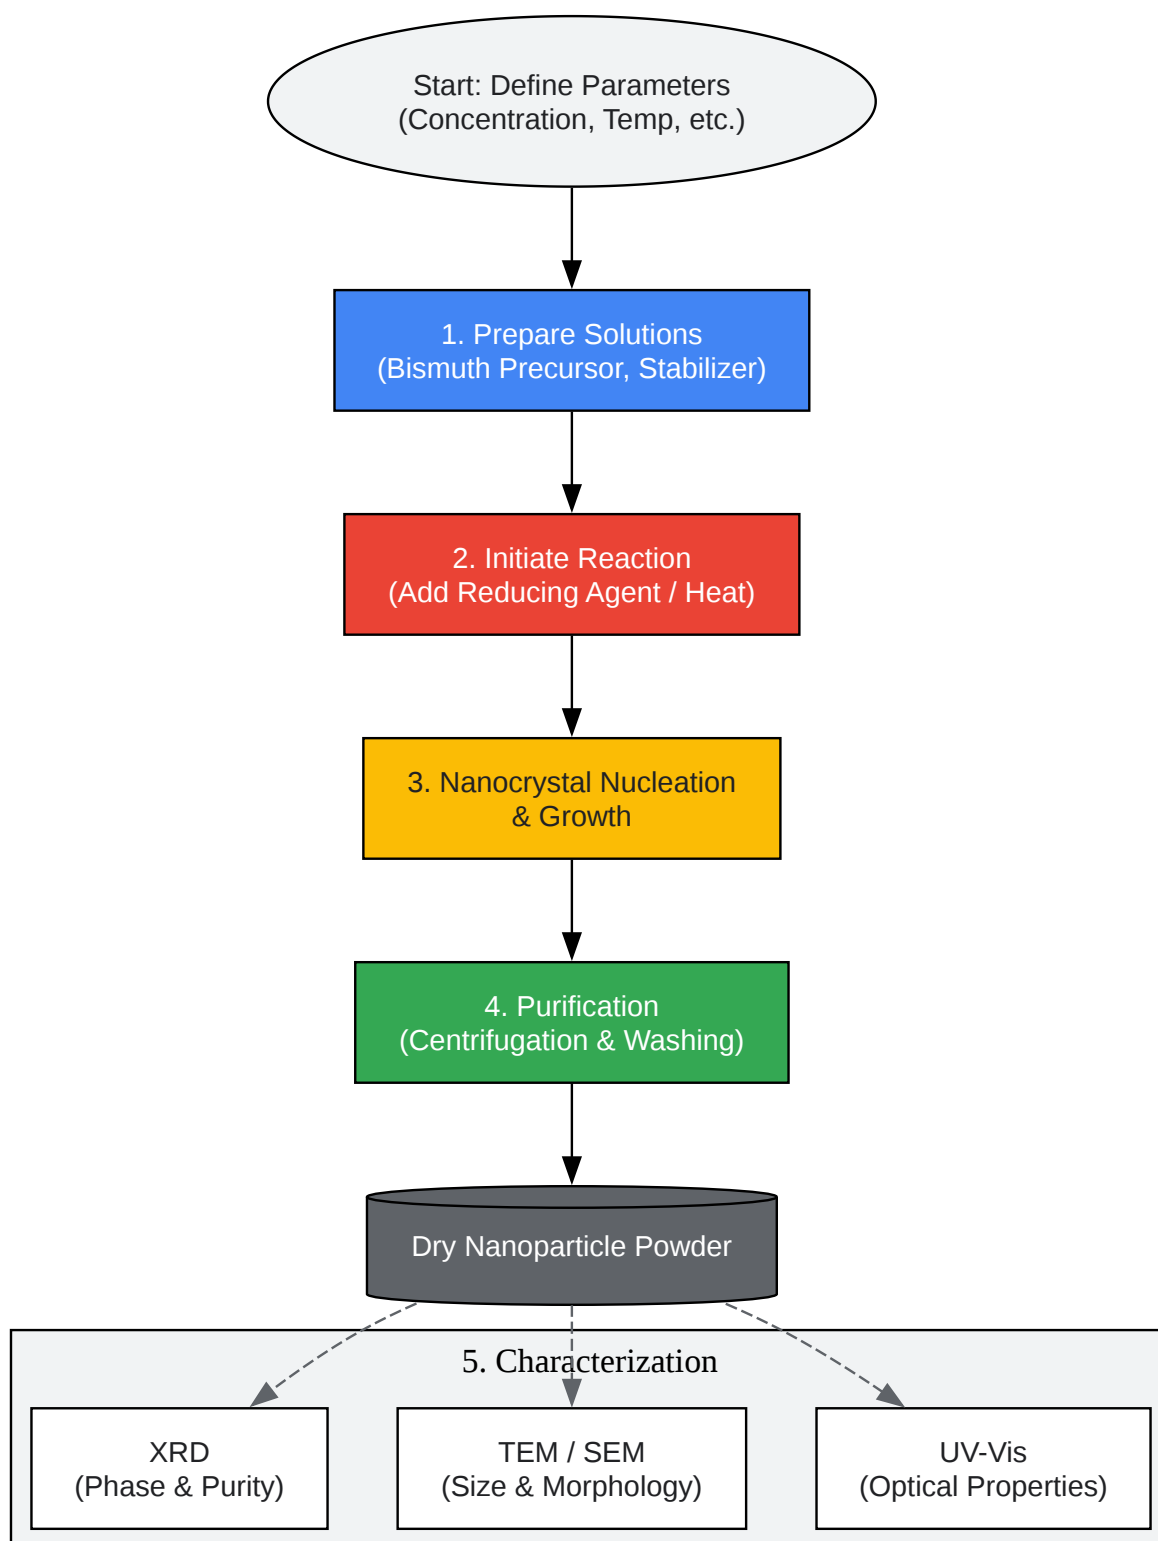 Start: Define Parameters
(Concentration, Temp, etc.)
1. Prepare Solutions
(Bismuth Precursor, Stabilizer)
2. Initiate Reaction
(Add Reducing Agent / Heat)
3. Nanocrystal Nucleation
& Growth
4. Purification
(Centrifugation & Washing)
Dry Nanoparticle Powder
5. Characterization
XRD
(Phase & Purity)
TEM / SEM
(Size & Morphology)
UV-Vis
(Optical Properties)